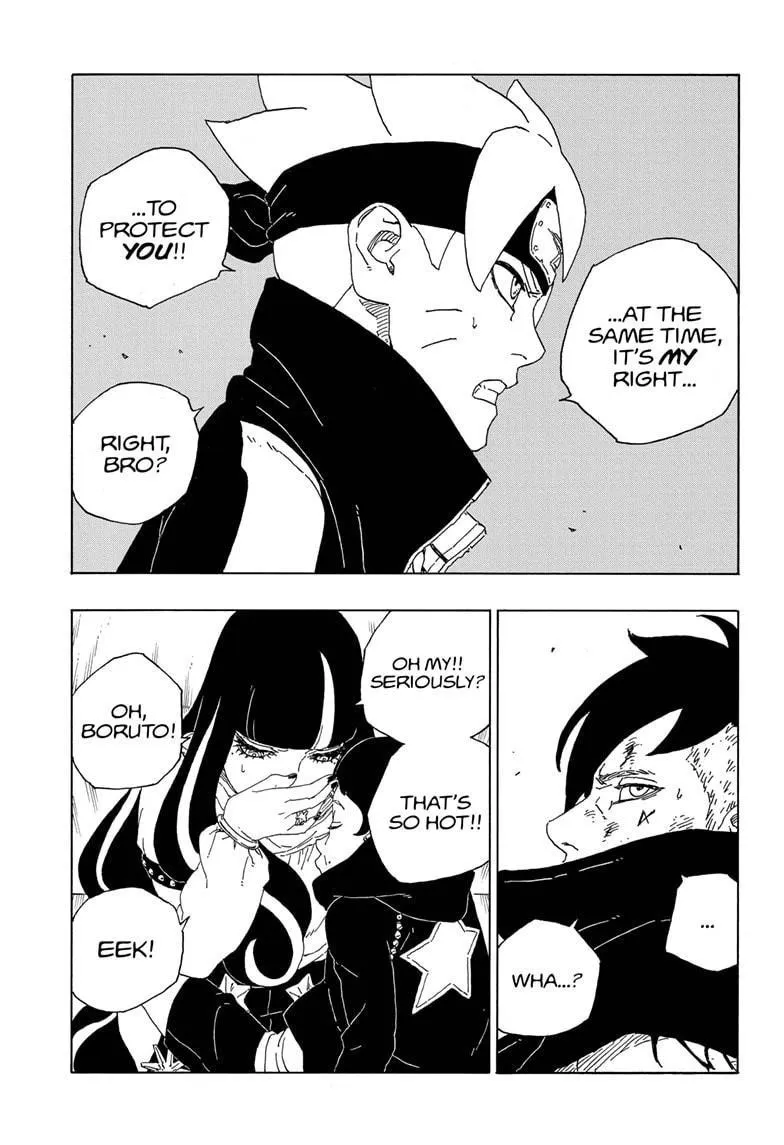 ...AT THE
SAME TIME,
IT'S MY
RIGHT...
...TO
PROTECT
YOU!!
RIGHT,
BRO?
...
WHA...?
OH MY!!
SERIOUSLY?
THAT'S
SO HOT!!
OH,
BORUTO!
EEK!